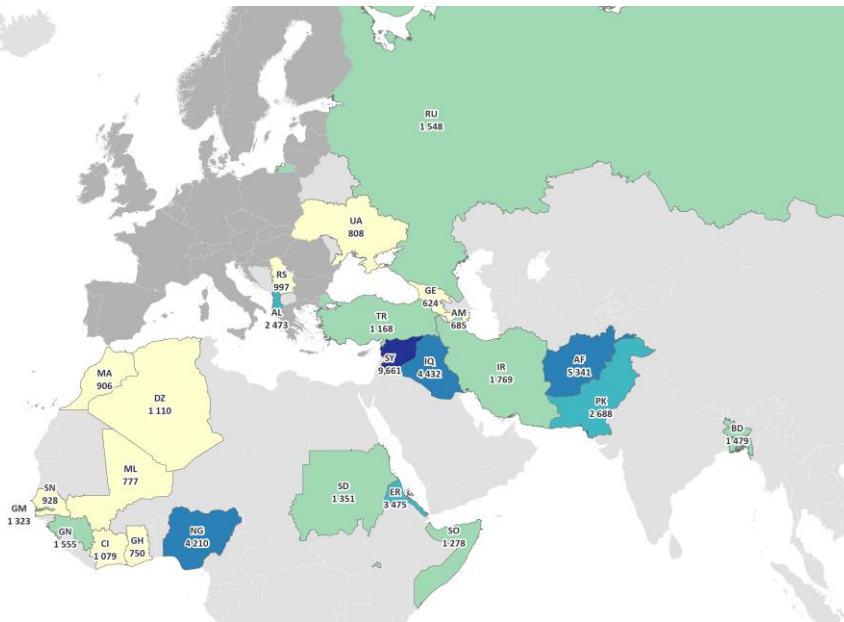 RU
1 548
UA
808
RS
997
AL
2 473
GE
624
AM
685
TR
1 168
SY
9,661
IQ
4 432
IR
1 769
AF
5 341
PK
2 688
BD
1 479
MA
906
DZ
1 110
ML
777
SN
928
GM
1 323
GN
1 555
CI
1 079
GH
750
NG
4 210
SD
1 351
ER
3 475
SO
1 278